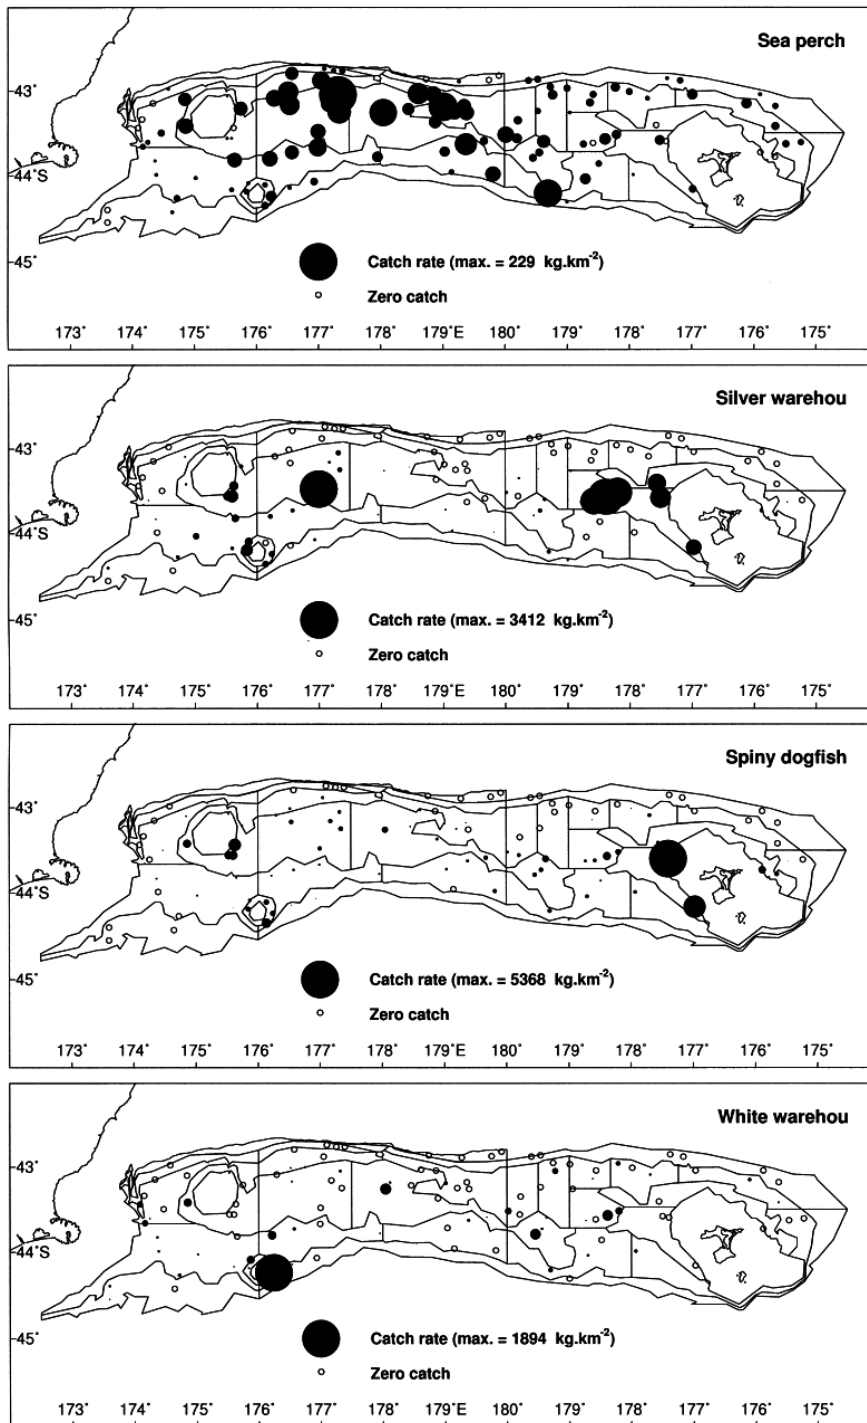 Sea perch
43°
44°S
45°
Catch rate (max. = 229 kg.km-2)
Zero catch
173° 174° 175° 176° 177° 178° 179°E 180° 179° 178° 177° 176° 175°
Silver warehou
43°
44°S
45°
Catch rate (max. = 3412 kg.km-2)
Zero catch
173° 174° 175° 176° 177° 178° 179°E 180° 179° 178° 177° 176° 175°
Spiny dogfish
43°
44°S
45°
Catch rate (max. = 5368 kg.km-2)
Zero catch
173° 174° 175° 176° 177° 178° 179°E 180° 179° 178° 177° 176° 175°
White warehou
43°
44°S
45°
Catch rate (max. = 1894 kg.km-2)
Zero catch
173° 174° 175° 176° 177° 178° 179°E 180° 179° 178° 177° 176° 175°